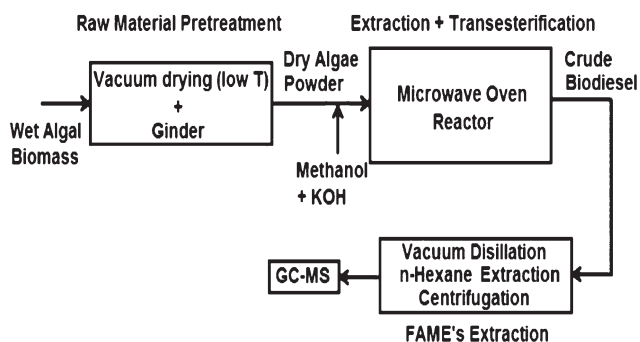 Raw Material Pretreatment
Extraction + Transesterification
Vacuum drying (low T)
+
Ginder
Wet Algal
Biomass
Dry Algae
Powder
Methanol
+ KOH
Microwave Oven
Reactor
Crude
Biodiesel
Vacuum Disillation
n-Hexane Extraction
Centrifugation
FAME's Extraction
GC-MS